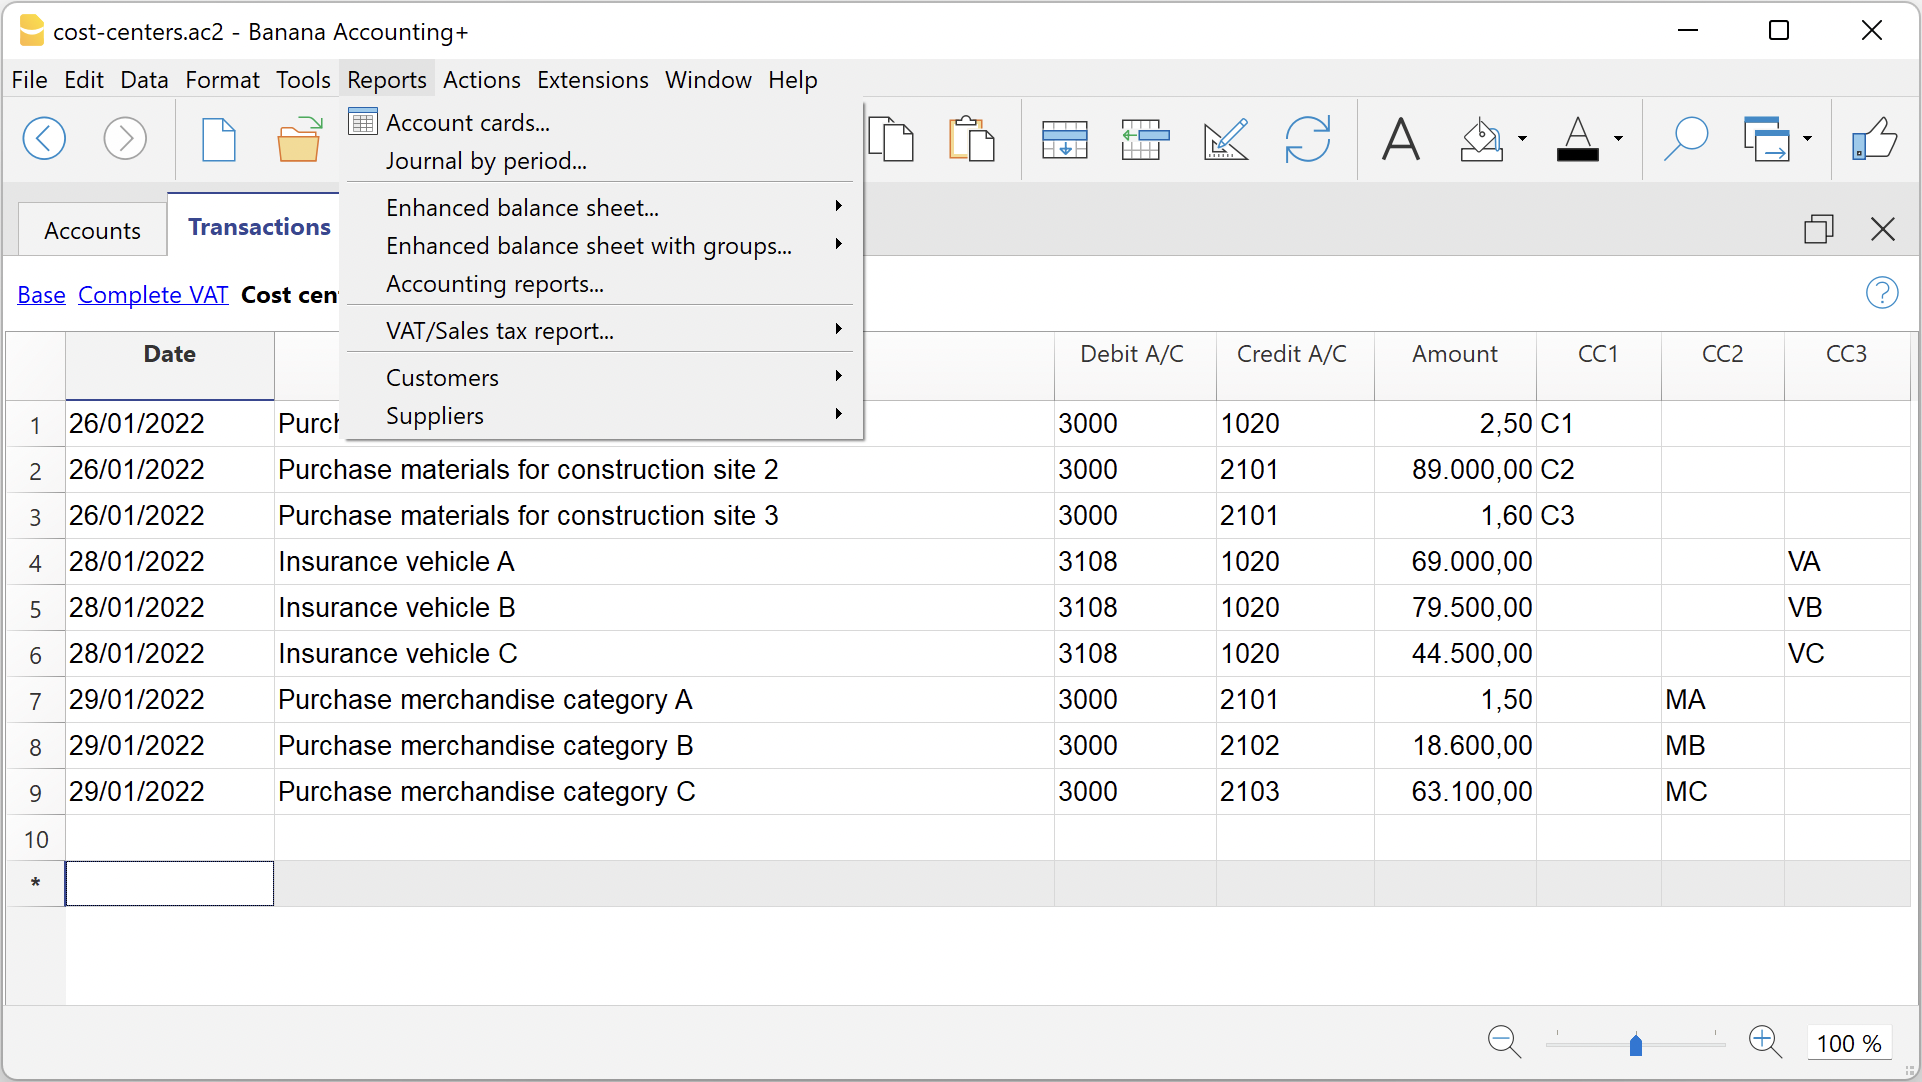 cost-centers.ac2 - Banana Accounting+
File Edit Data Format Tools Reports Actions Extensions Window Help
Account cards...
Journal by period...
Enhanced balance sheet...
Enhanced balance sheet with groups...
Accounting reports...
VAT/Sales tax report...
Customers
Suppliers
Accounts Transactions
Base Complete VAT Cost cen
Date Debit A/C Credit A/C Amount CC1 CC2 CC3
1 26/01/2022 Purch 3000 1020 2,50 C1
2 26/01/2022 Purchase materials for construction site 2 3000 2101 89.000,00 C2
3 26/01/2022 Purchase materials for construction site 3 3000 2101 1,60 C3
4 28/01/2022 Insurance vehicle A 3108 1020 69.000,00 VA
5 28/01/2022 Insurance vehicle B 3108 1020 79.500,00 VB
6 28/01/2022 Insurance vehicle C 3108 1020 44.500,00 VC
7 29/01/2022 Purchase merchandise category A 3000 2101 1,50 MA
8 29/01/2022 Purchase merchandise category B 3000 2102 18.600,00 MB
9 29/01/2022 Purchase merchandise category C 3000 2103 63.100,00 MC
10
*
100 %